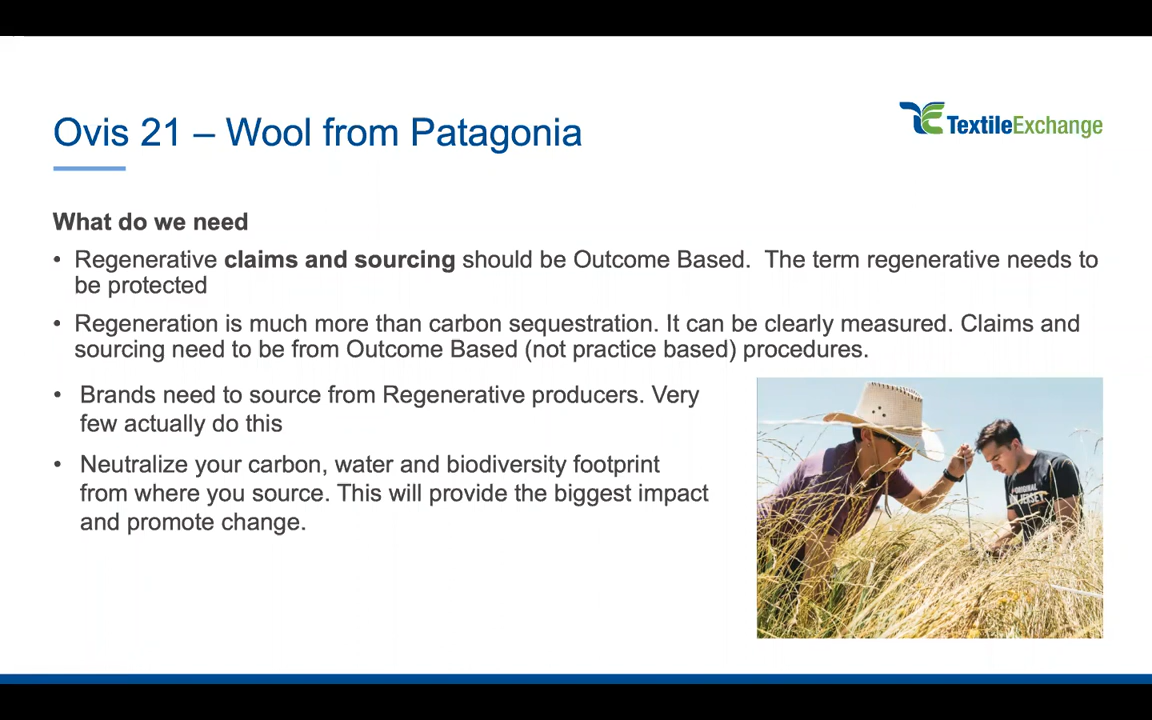 Ovis 21 – Wool from Patagonia
TextileExchange
What do we need
• Regenerative claims and sourcing should be Outcome Based.  The term regenerative needs to
be protected
• Regeneration is much more than carbon sequestration. It can be clearly measured. Claims and
sourcing need to be from Outcome Based (not practice based) procedures.
• Brands need to source from Regenerative producers. Very
few actually do this
• Neutralize your carbon, water and biodiversity footprint
from where you source. This will provide the biggest impact
and promote change.
ORIGINAL
JERSEY